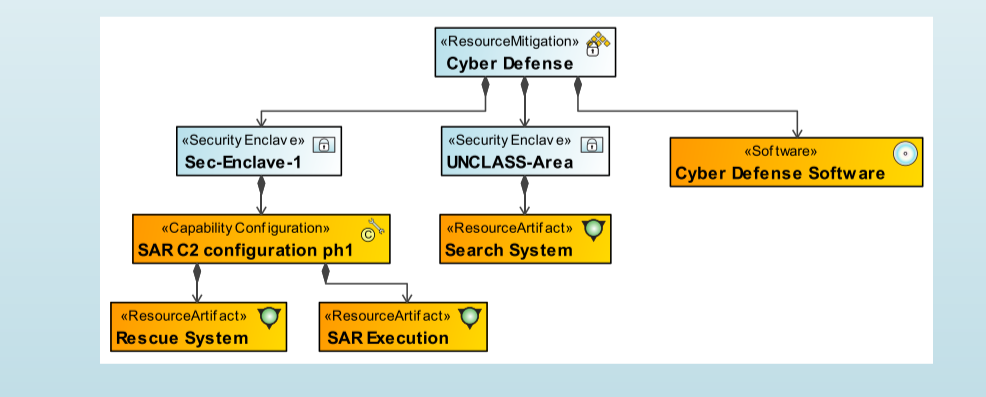 «ResourceMitigation»
Cyber Defense
«Security Enclave»
Sec-Enclave-1
«Security Enclave»
UNCLASS-Area
«Software»
Cyber Defense Software
«Capability Configuration»
C
SAR C2 configuration ph1
«ResourceArtifact»
Search System
«ResourceArtifact»
Rescue System
«ResourceArtifact»
SAR Execution